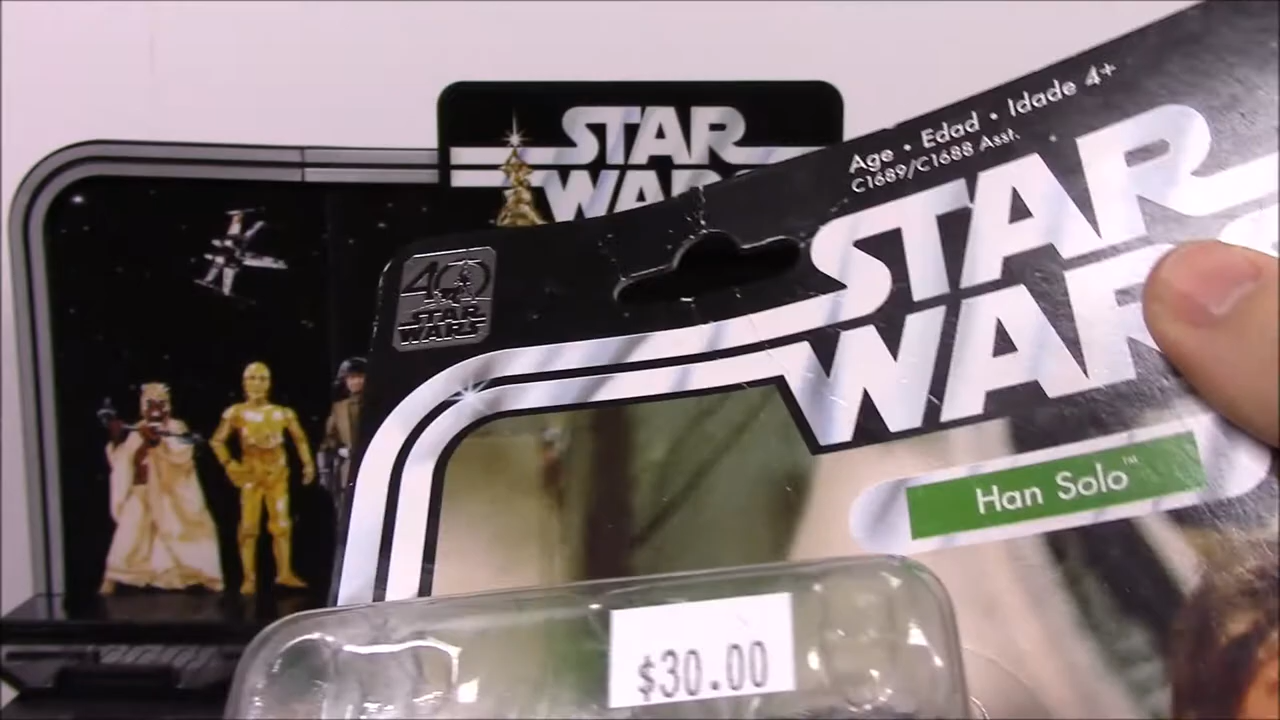 STAR
WARS
Age • Edad • Idade 4+
C1689/C1688 Asst.
STAR
WARS
40
STAR
WARS
Han Solo™
$30.00